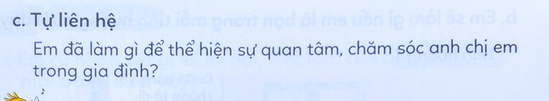 c. Tự liên hệ
Em đã làm gì để thể hiện sự quan tâm, chăm sóc anh chị em
trong gia đình?